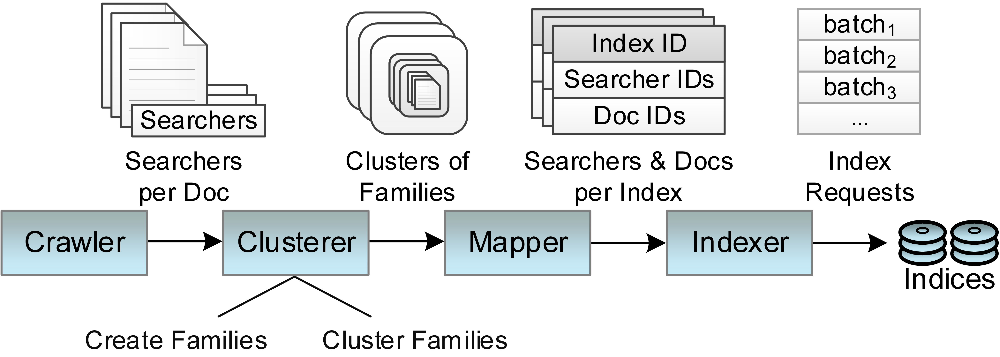 Searchers
Index ID
Searcher IDs
Doc IDs
batch₁
batch₂
batch₃
...
Searchers
per Doc
Clusters of
Families
Searchers & Docs
per Index
Index
Requests
Crawler
Clusterer
Mapper
Indexer
Indices
Create Families
Cluster Families